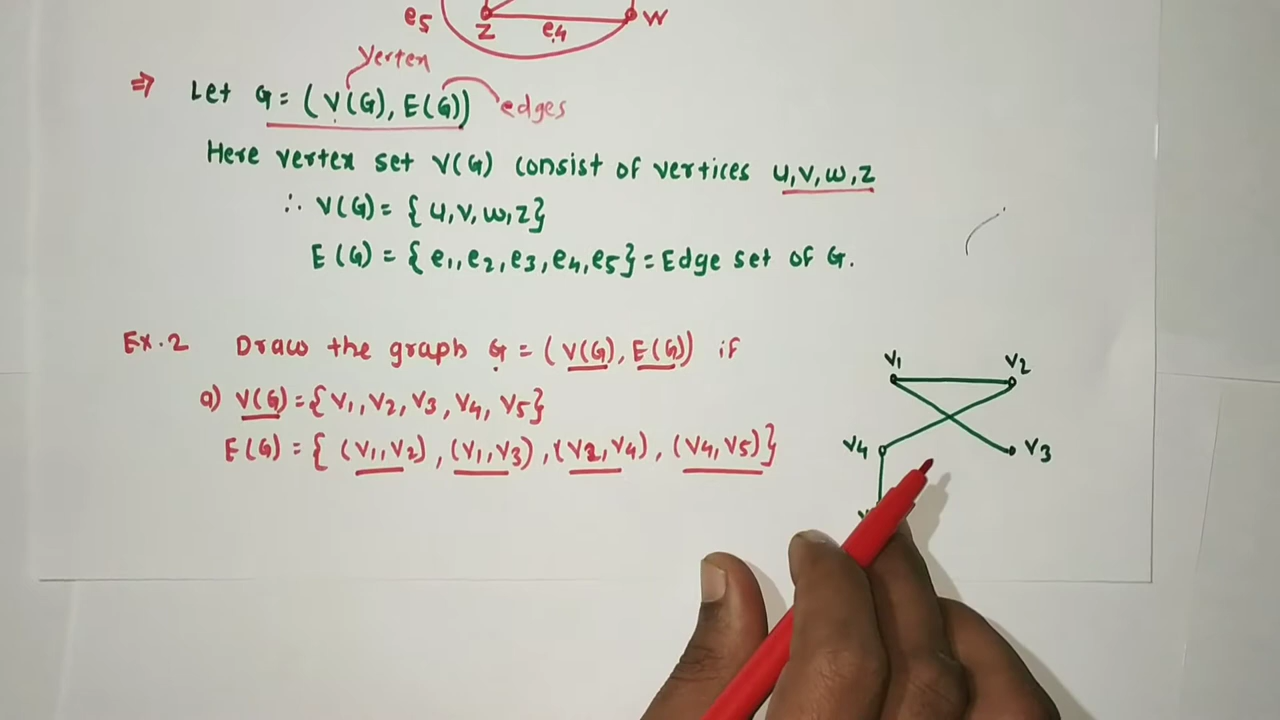 e5 Z e4 W
Yertex
⇒ Let G = (V(G), E(G)) edges
Here vertex set V(G) consist of vertices u,v,w,z
∴ V(G) = { u,v,w,z}
E(G) = { e1, e2, e3, e4, e5} = Edge set of G.
Ex.2 Draw the graph G = (V(G), E(G)) if
a) V(G) = { V1, V2, V3, V4, V5}
E(G) = { (V1,V2), (V1,V3), (V2,V4), (V4,V5)}
V1 V2
V4 V3